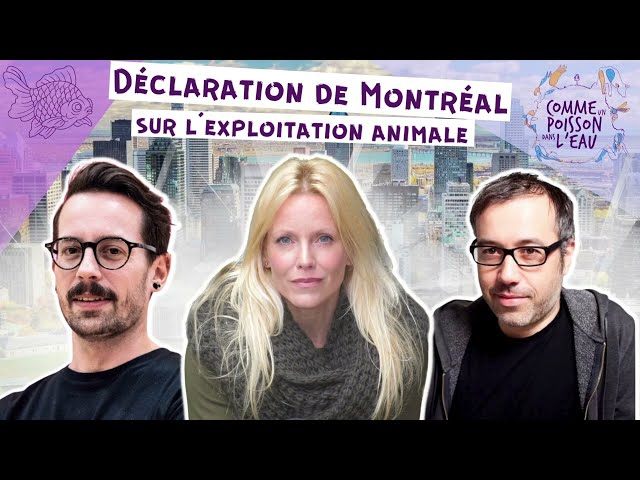 DÉCLARATION DE MONTRÉAL
SUR L'EXPLOITATION ANIMALE
COMME UN
POISSON
DANS L'EAU